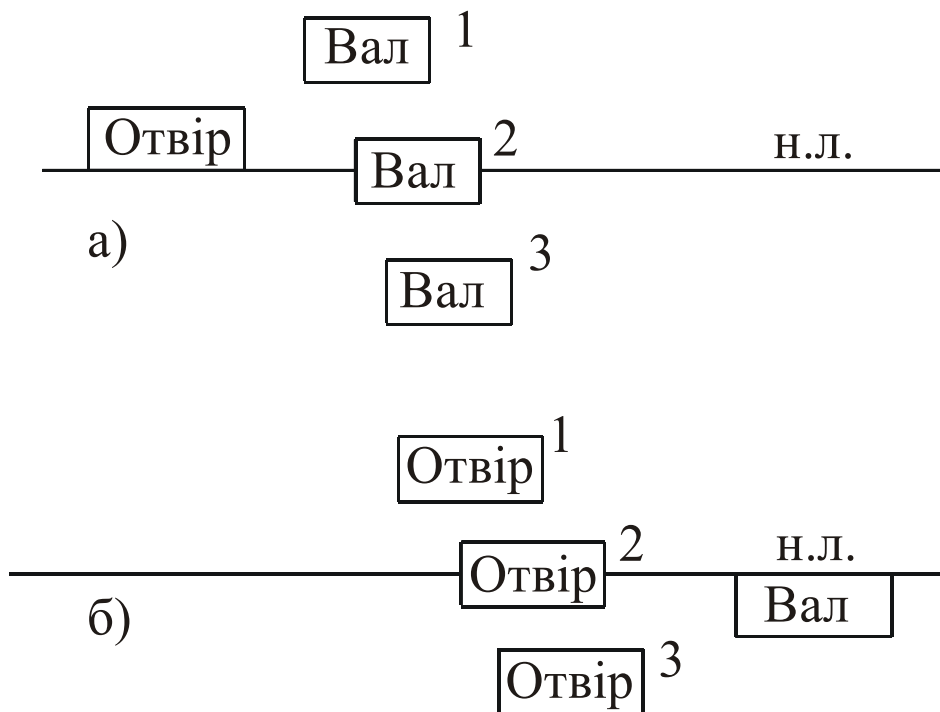 Вал 1
Отвір
Вал 2
н.л.
а)
Вал 3
Отвір 1
Отвір 2
н.л.
б)
Вал
Отвір 3